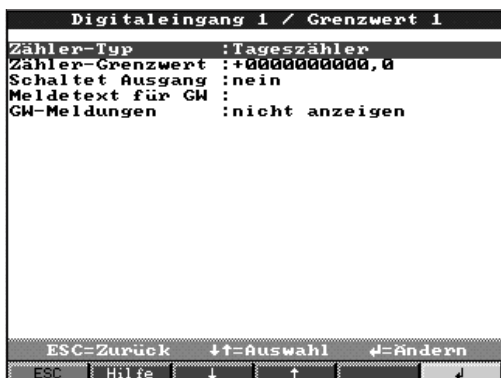 Digitaleingang 1 / Grenzwert 1
Zähler-Typ :Tageszähler
Zähler-Grenzwert :+0000000000,0
Schaltet Ausgang :nein
Meldetext für GW :
GW-Meldungen :nicht anzeigen
ESC=Zurück ↓↑=Auswahl ↵=Ändern
ESC Hilfe ↓ ↑ ↵